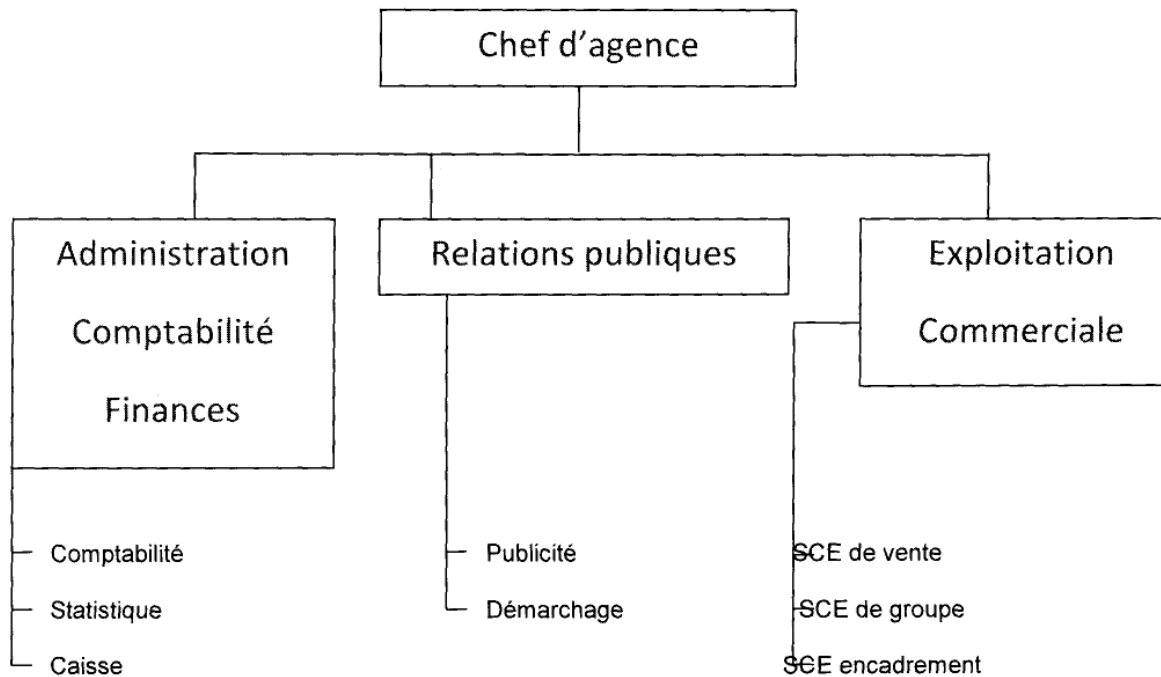 Chef d'agence
Administration
Comptabilité
Finances
Relations publiques
Exploitation
Commerciale
Comptabilité
Statistique
Caisse
Publicité
Démarchage
SCE de vente
SCE de groupe
SCE encadrement